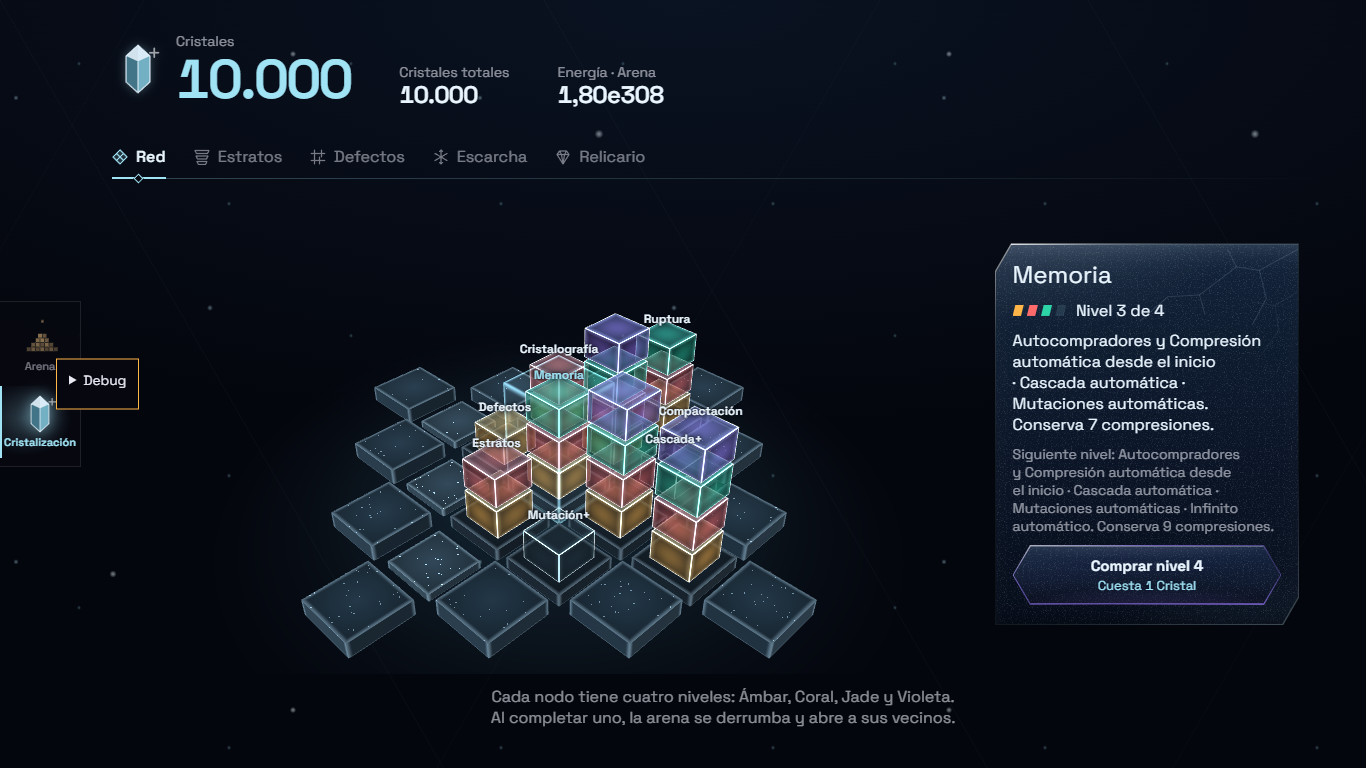 Cristales
10.000
Cristales totales
10.000
Energía · Arena
1,80e308
Red
Estratos
Defectos
Escarcha
Relicario
Arena
Debug
Cristalización
Ruptura
Cristalografía
Memoria
Defectos
Compactación
Estratos
Cascada+
Mutación+
Memoria
Nivel 3 de 4
Autocompradores y Compresión
automática desde el inicio
· Cascada automática ·
Mutaciones automáticas.
Conserva 7 compresiones.
Siguiente nivel: Autocompradores
y Compresión automática desde
el inicio · Cascada automática ·
Mutaciones automáticas · Infinito
automático. Conserva 9 compresiones.
Comprar nivel 4
Cuesta 1 Cristal
Cada nodo tiene cuatro niveles: Ámbar, Coral, Jade y Violeta.
Al completar uno, la arena se derrumba y abre a sus vecinos.